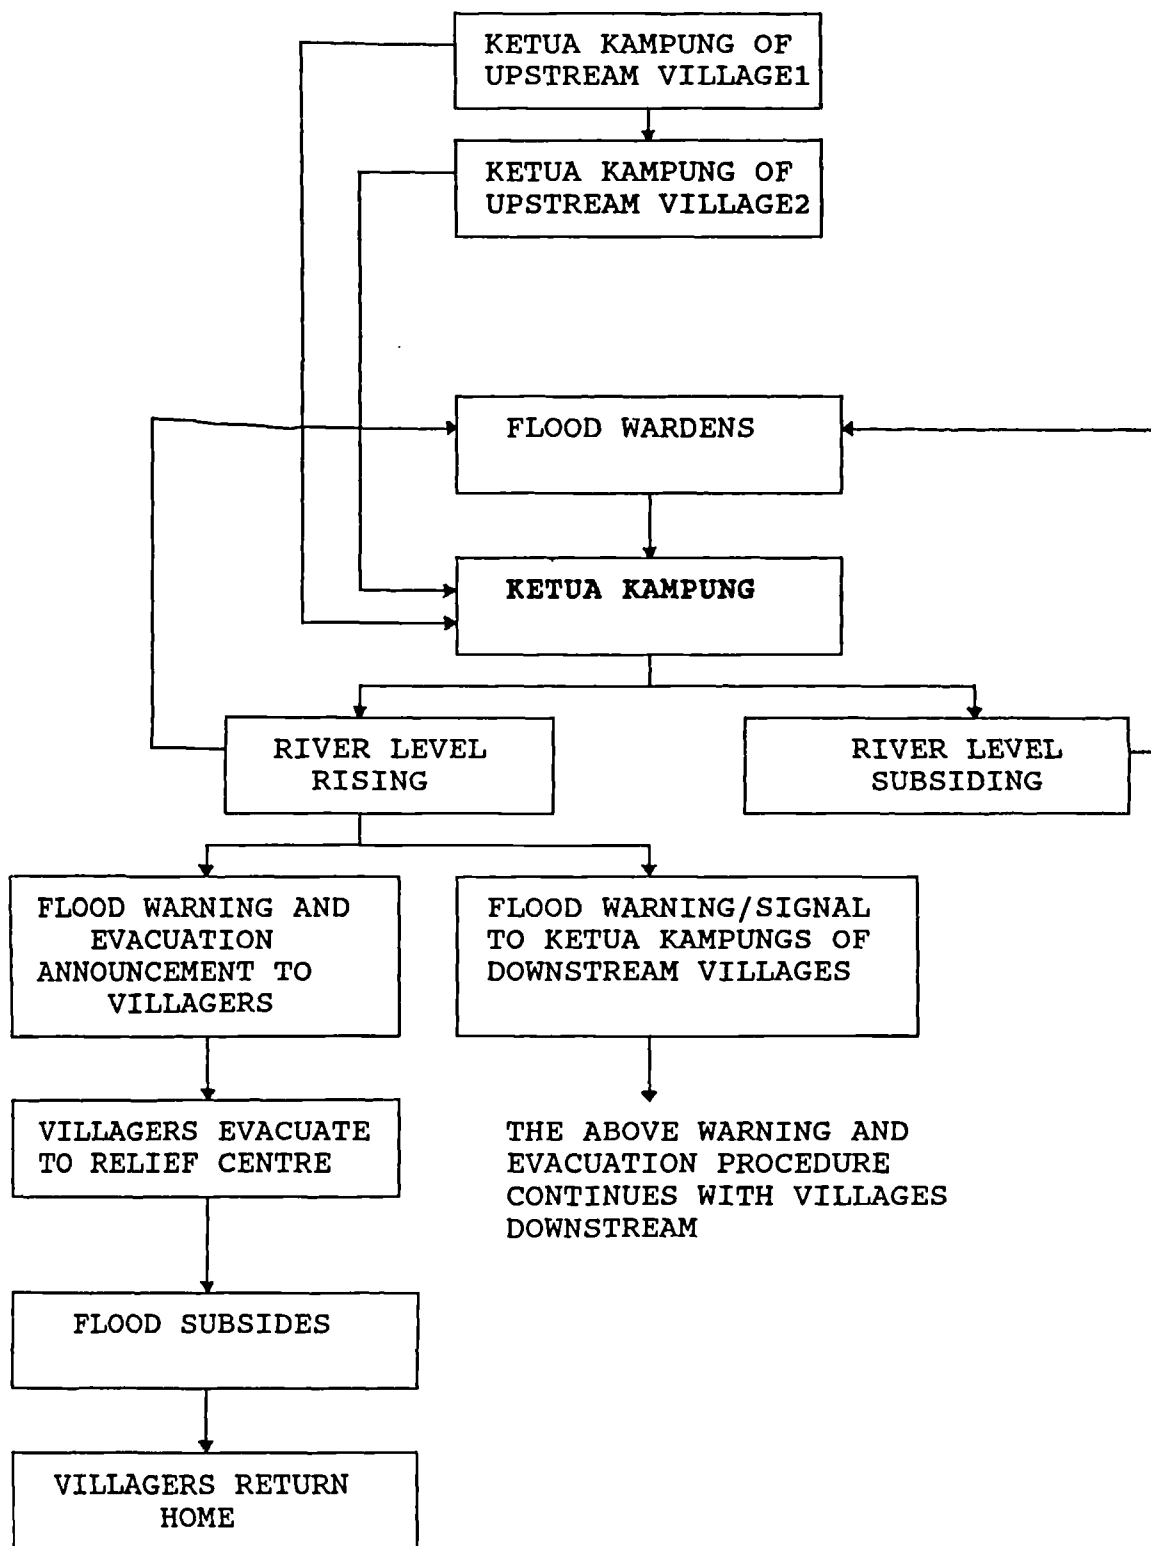 KETUA KAMPUNG OF
UPSTREAM VILLAGE1
KETUA KAMPUNG OF
UPSTREAM VILLAGE2
FLOOD WARDENS
KETUA KAMPUNG
RIVER LEVEL
RISING
RIVER LEVEL
SUBSIDING
FLOOD WARNING AND
EVACUATION
ANNOUNCEMENT TO
VILLAGERS
FLOOD WARNING/SIGNAL
TO KETUA KAMPUNGS OF
DOWNSTREAM VILLAGES
VILLAGERS EVACUATE
TO RELIEF CENTRE
THE ABOVE WARNING AND
EVACUATION PROCEDURE
CONTINUES WITH VILLAGES
DOWNSTREAM
FLOOD SUBSIDES
VILLAGERS RETURN
HOME